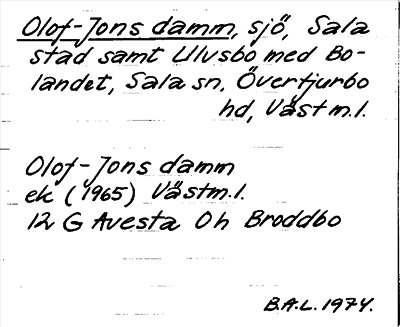 Olof-Jons damm, sjö, Sala
stad samt Ulvsbo med Bo-
landet, Sala sn, Övertjurbo
hd, Västm.l.
Olof-Jons damm
ek (1965) Västm.l.
12 G Avesta Oh Broddbo
B.A.L. 1974.